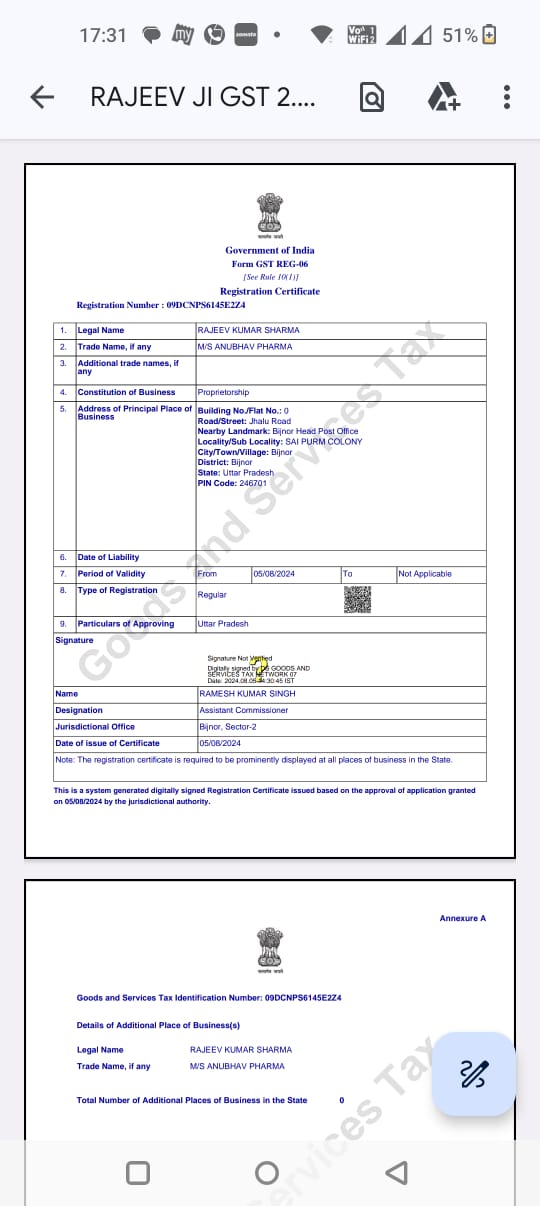 17:31
my
zomato
Vo)) 1
WiFi 2
51%
RAJEEV JI GST 2....
सत्यमेव जयते
Government of India
Form GST REG-06
[See Rule 10(1)]
Registration Certificate
Registration Number : 09DCNPS6145E2Z4
1. Legal Name RAJEEV KUMAR SHARMA
2. Trade Name, if any M/S ANUBHAV PHARMA
3. Additional trade names, if
any
4. Constitution of Business Proprietorship
5. Address of Principal Place of
Business
Building No./Flat No.: 0
Road/Street: Jhalu Road
Nearby Landmark: Bijnor Head Post Office
Locality/Sub Locality: SAI PURM COLONY
City/Town/Village: Bijnor
District: Bijnor
State: Uttar Pradesh
PIN Code: 246701
6. Date of Liability
7. Period of Validity From 05/08/2024 To Not Applicable
8. Type of Registration Regular
9. Particulars of Approving Uttar Pradesh
Signature
Signature Not Verified
Digitally signed by DS GOODS AND
SERVICES TAX NETWORK 07
Date: 2024.08.05 :30:45 IST
Name RAMESH KUMAR SINGH
Designation Assistant Commissioner
Jurisdictional Office Bijnor, Sector-2
Date of issue of Certificate 05/08/2024
Note: The registration certificate is required to be prominently displayed at all places of business in the State.
This is a system generated digitally signed Registration Certificate issued based on the approval of application granted
on 05/08/2024 by the jurisdictional authority.
Goods and Services Tax
Annexure A
सत्यमेव जयते
Goods and Services Tax Identification Number: 09DCNPS6145E2Z4
Details of Additional Place of Business(s)
Legal Name RAJEEV KUMAR SHARMA
Trade Name, if any M/S ANUBHAV PHARMA
Total Number of Additional Places of Business in the State 0
Services Tax